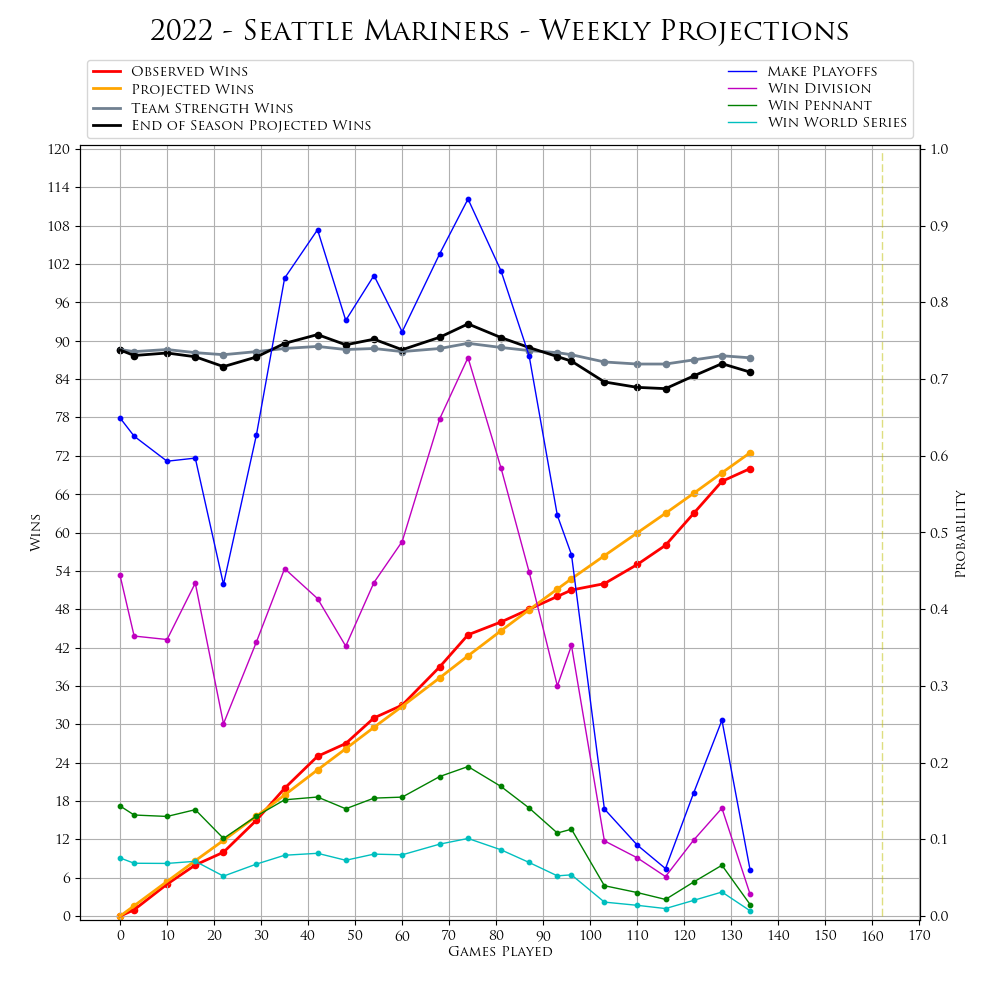 2022 - Seattle Mariners - Weekly Projections
Observed Wins
Projected Wins
Team Strength Wins
End of Season Projected Wins
Make Playoffs
Win Division
Win Pennant
Win World Series
120
114
108
102
96
90
84
78
72
66
60
54
48
42
36
30
24
18
12
6
0
Wins
1.0
0.9
0.8
0.7
0.6
0.5
0.4
0.3
0.2
0.1
0.0
Probability
0 10 20 30 40 50 60 70 80 90 100 110 120 130 140 150 160 170
Games Played